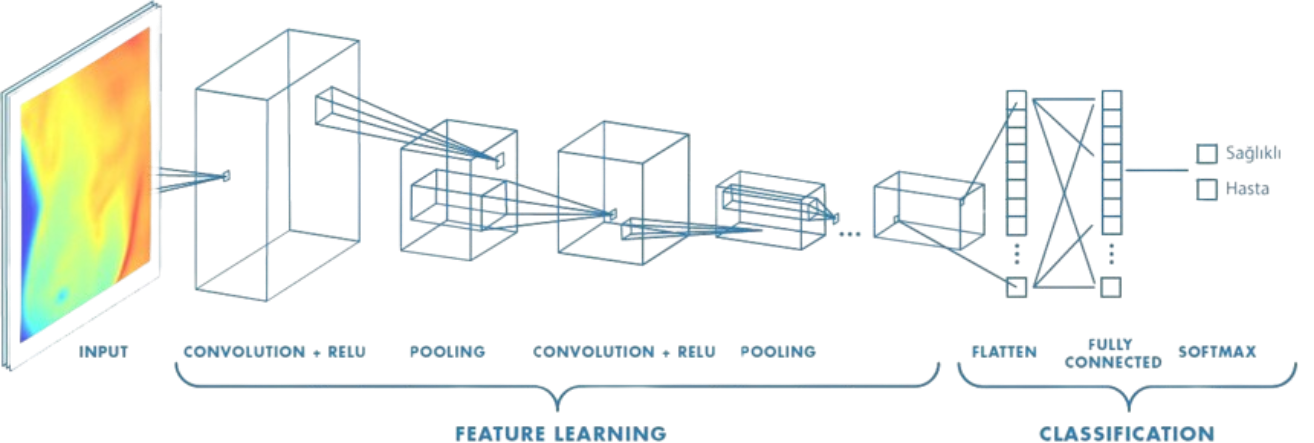 Sağlıklı
Hasta
INPUT
CONVOLUTION + RELU
POOLING
CONVOLUTION + RELU
POOLING
FLATTEN
FULLY
CONNECTED
SOFTMAX
FEATURE LEARNING
CLASSIFICATION